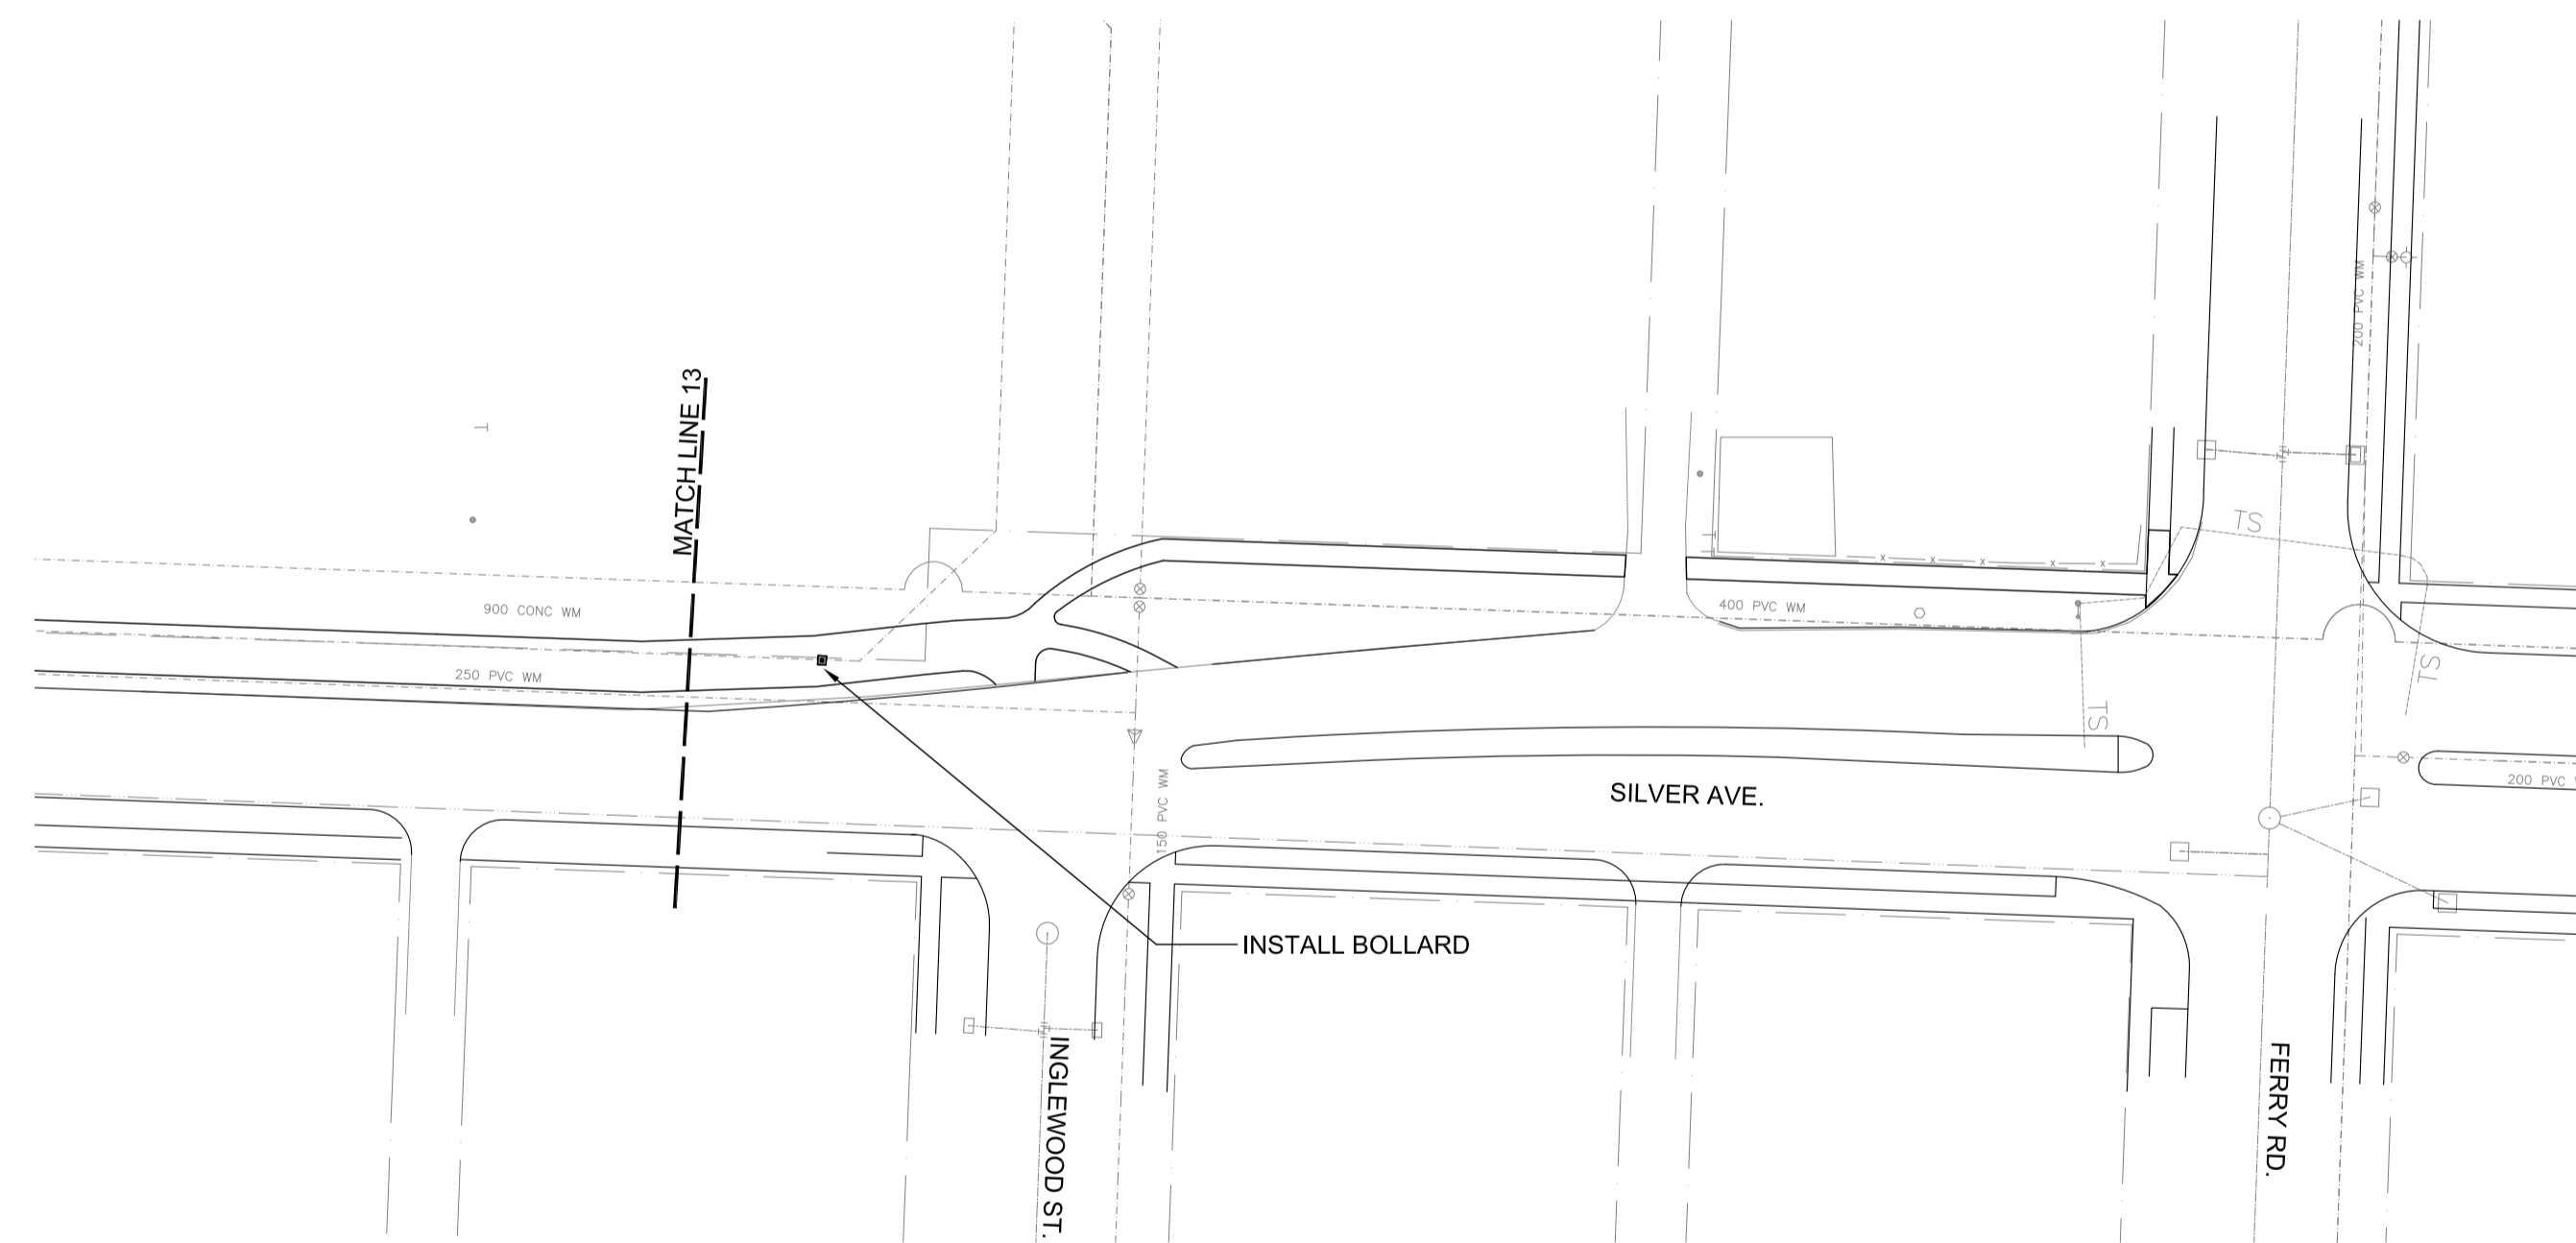 200 PVC WM
MATCH LINE 13
TS
900 CONC WM
400 PVC WM
250 PVC WM
TS
TS
150 PVC WM
SILVER AVE.
200 PVC
INSTALL BOLLARD
INGLEWOOD ST.
FERRY RD.